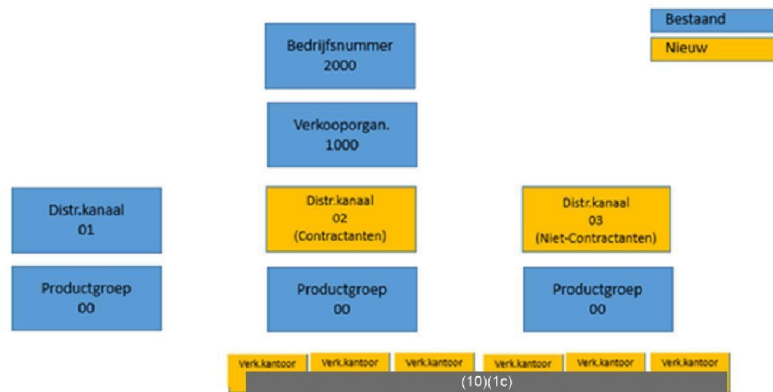 Bestaand
Nieuw
Bedrijfsnummer
2000
Verkooporgan.
1000
Distr.kanaal
01
Distr.kanaal
02
(Contractanten)
Distr.kanaal
03
(Niet-Contractanten)
Productgroep
00
Productgroep
00
Productgroep
00
Verk.kantoor
Verk.kantoor
Verk.kantoor
Verk.kantoor
Verk.kantoor
Verk.kantoor
(10)(1c)